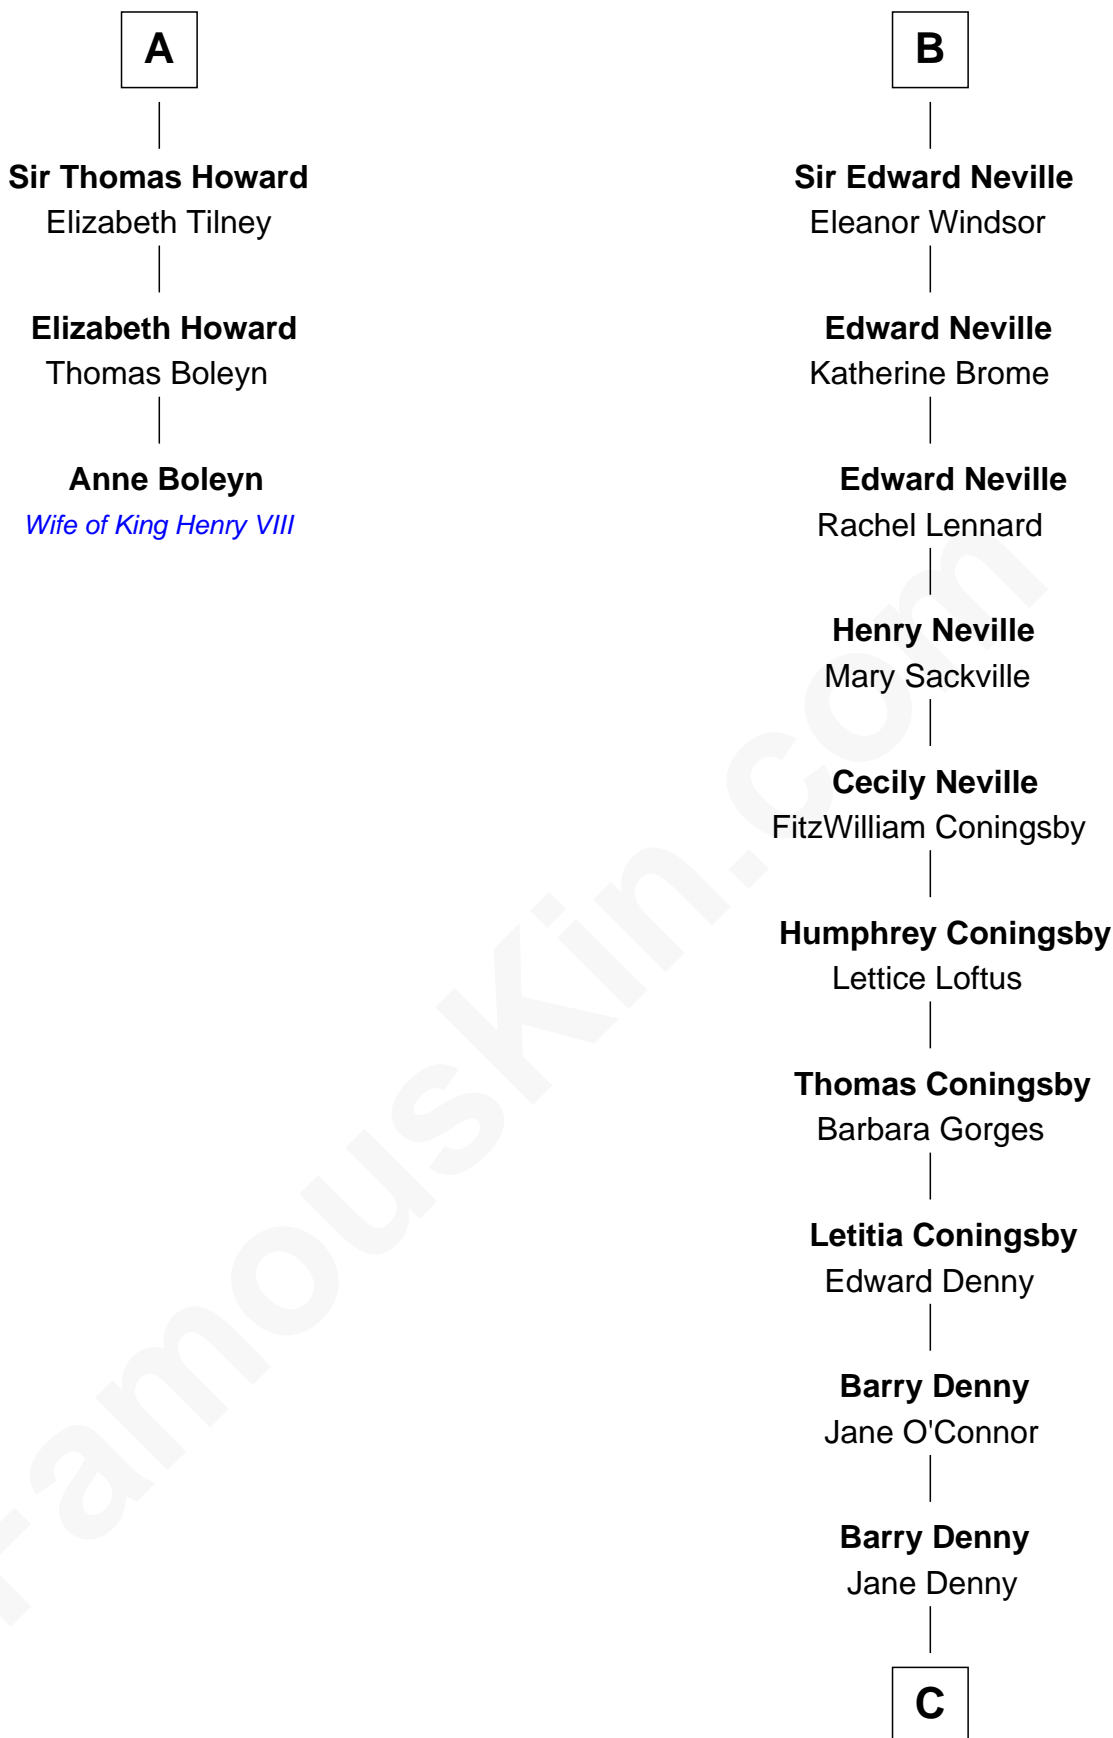 A
Sir Thomas Howard
Elizabeth Tilney
Elizabeth Howard
Thomas Boleyn
Anne Boleyn
Wife of King Henry VIII
B
Sir Edward Neville
Eleanor Windsor
Edward Neville
Katherine Brome
Edward Neville
Rachel Lennard
Henry Neville
Mary Sackville
Cecily Neville
FitzWilliam Coningsby
Humphrey Coningsby
Lettice Loftus
Thomas Coningsby
Barbara Gorges
Letitia Coningsby
Edward Denny
Barry Denny
Jane O'Connor
Barry Denny
Jane Denny
C
FamousKin.com